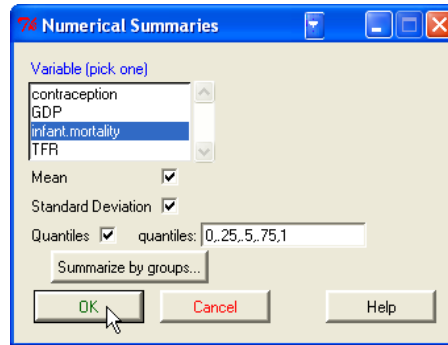 Numerical Summaries
Variable (pick one)
contraception
GDP
infant.mortality
TFR
Mean
Standard Deviation
Quantiles quantiles: 0,.25,.5,.75,1
Summarize by groups...
OK Cancel Help